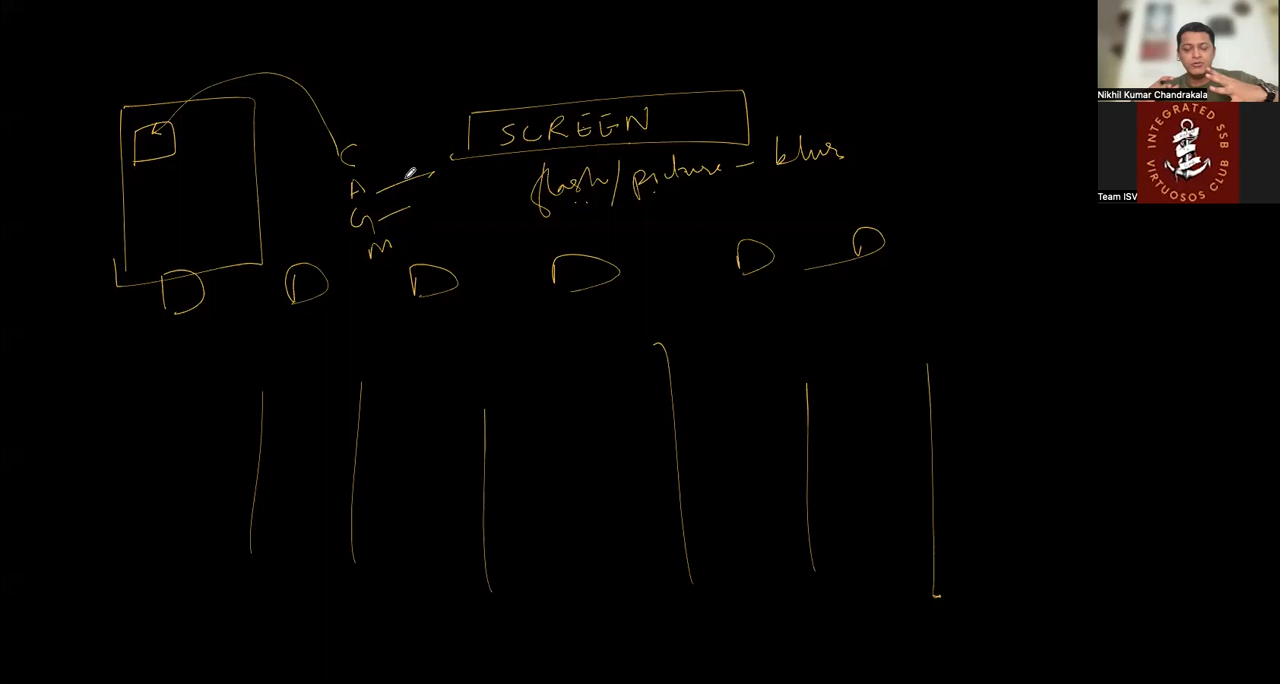 SCREEN
flash/picture - blur
C
A
G
M
D D D D D D
Nikhil Kumar Chandrakala
INTEGRATED SSB
VIRTUOSOS CLUB
Team ISV